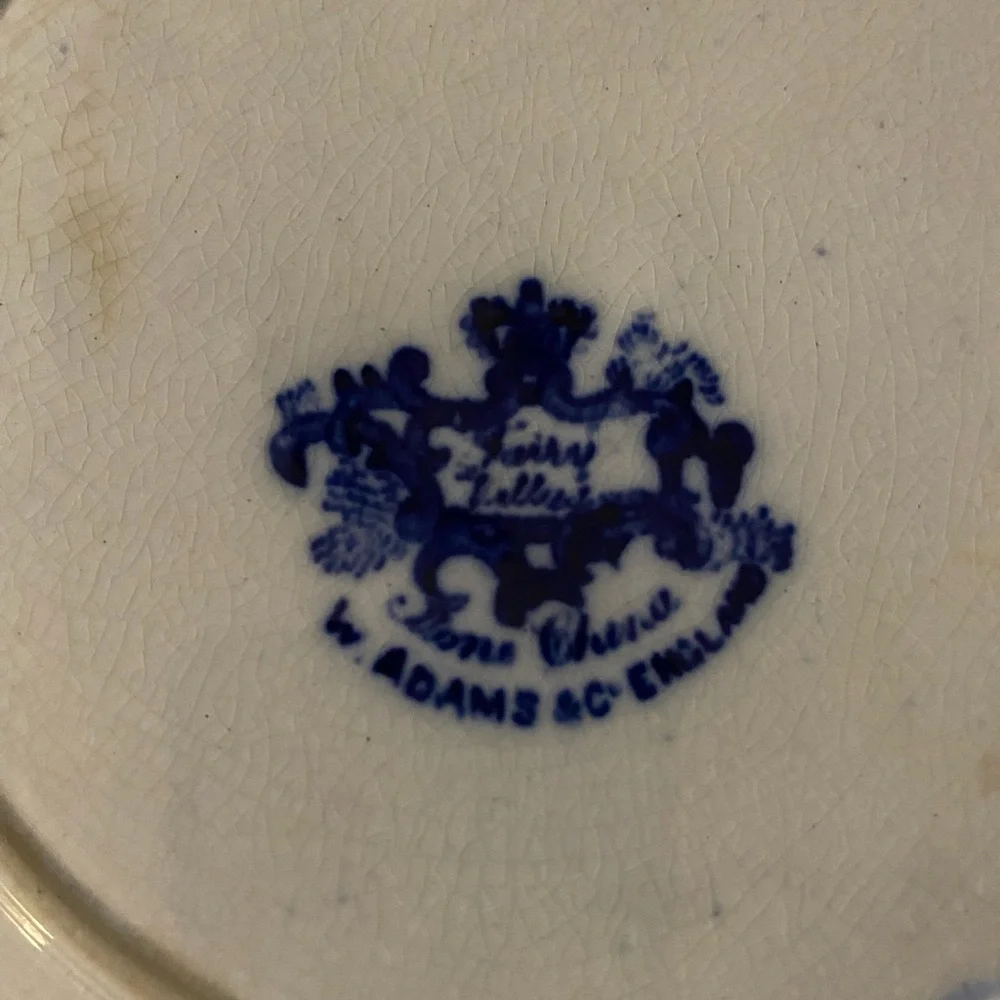 Fairy
Villas
Stone China
W. ADAMS & Co ENGLAND